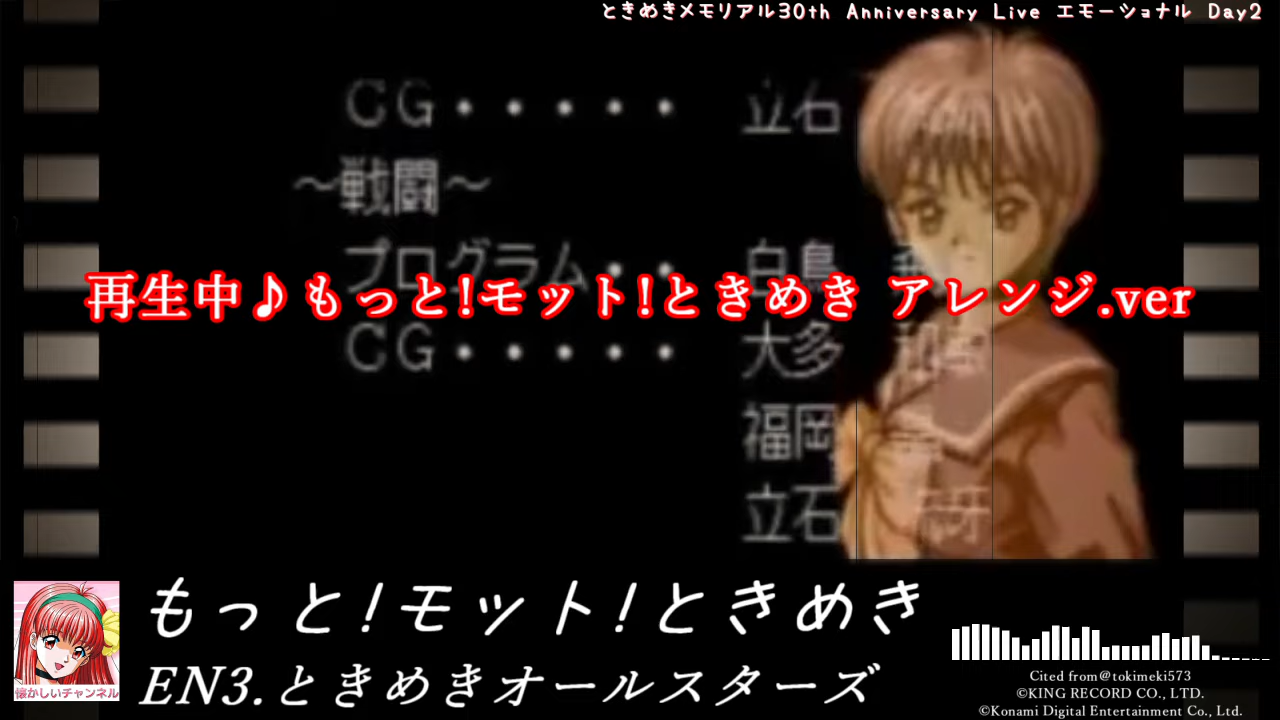 ときめきメモリアル30th Anniversary Live エモーショナル Day2
CG・・・・・ 立石
～戦闘～
プログラム・・ 白鳥
再生中♪もっと!モット!ときめき アレンジ.ver
CG・・・・・ 大多 和
福岡
立石
もっと!モット!ときめき
EN3.ときめきオールスターズ
懐かしいチャンネル
Cited from@tokimeki573
©KING RECORD CO., LTD.
©Konami Digital Entertainment Co., Ltd.